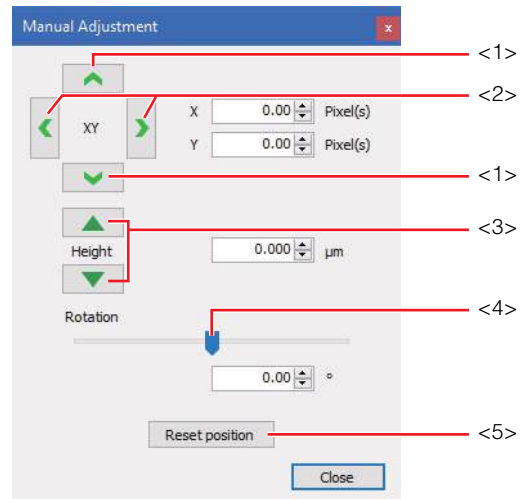 Manual Adjustment
x
<1>
<2>
XY
X 0.00 Pixel(s)
Y 0.00 Pixel(s)
<1>
<3>
Height 0.000 µm
<4>
Rotation
0.00 °
Reset position
<5>
Close